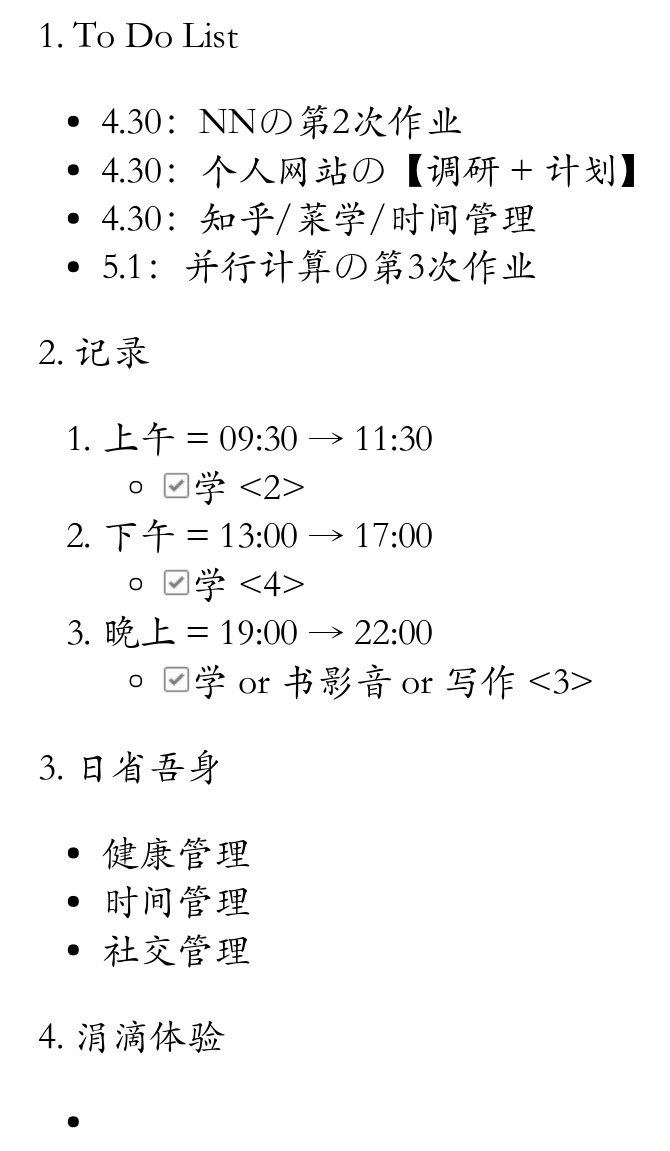 1. To Do List
• 4.30：NNの第2次作业
• 4.30：个人网站の【调研 + 计划】
• 4.30：知乎/菜学/时间管理
• 5.1：并行计算の第3次作业
2. 记录
1. 上午 = 09:30 → 11:30
☑学 <2>
2. 下午 = 13:00 → 17:00
☑学 <4>
3. 晚上 = 19:00 → 22:00
☑学 or 书影音 or 写作 <3>
3. 日省吾身
• 健康管理
• 时间管理
• 社交管理
4. 涓滴体验
•